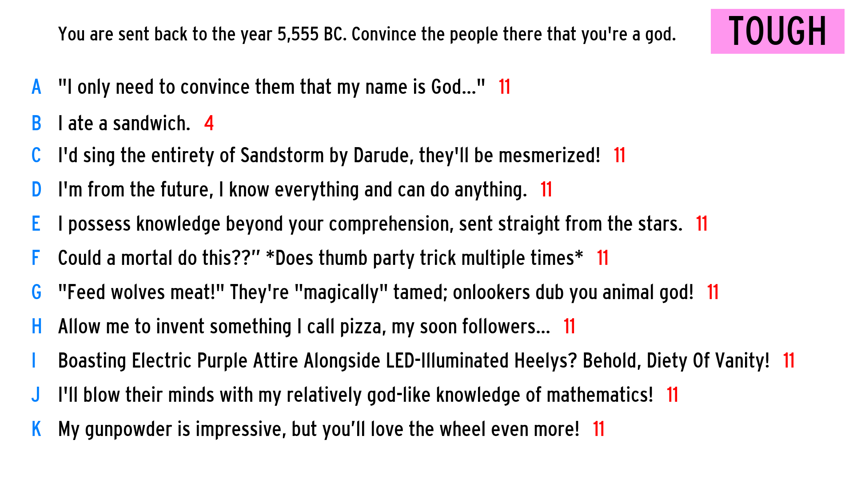 You are sent back to the year 5,555 BC. Convince the people there that you're a god.
TOUGH
A "I only need to convince them that my name is God..." 11
B I ate a sandwich. 4
C I'd sing the entirety of Sandstorm by Darude, they'll be mesmerized! 11
D I'm from the future, I know everything and can do anything. 11
E I possess knowledge beyond your comprehension, sent straight from the stars. 11
F Could a mortal do this??” *Does thumb party trick multiple times* 11
G "Feed wolves meat!" They're "magically" tamed; onlookers dub you animal god! 11
H Allow me to invent something I call pizza, my soon followers... 11
I Boasting Electric Purple Attire Alongside LED-Illuminated Heelys? Behold, Diety Of Vanity! 11
J I'll blow their minds with my relatively god-like knowledge of mathematics! 11
K My gunpowder is impressive, but you’ll love the wheel even more! 11